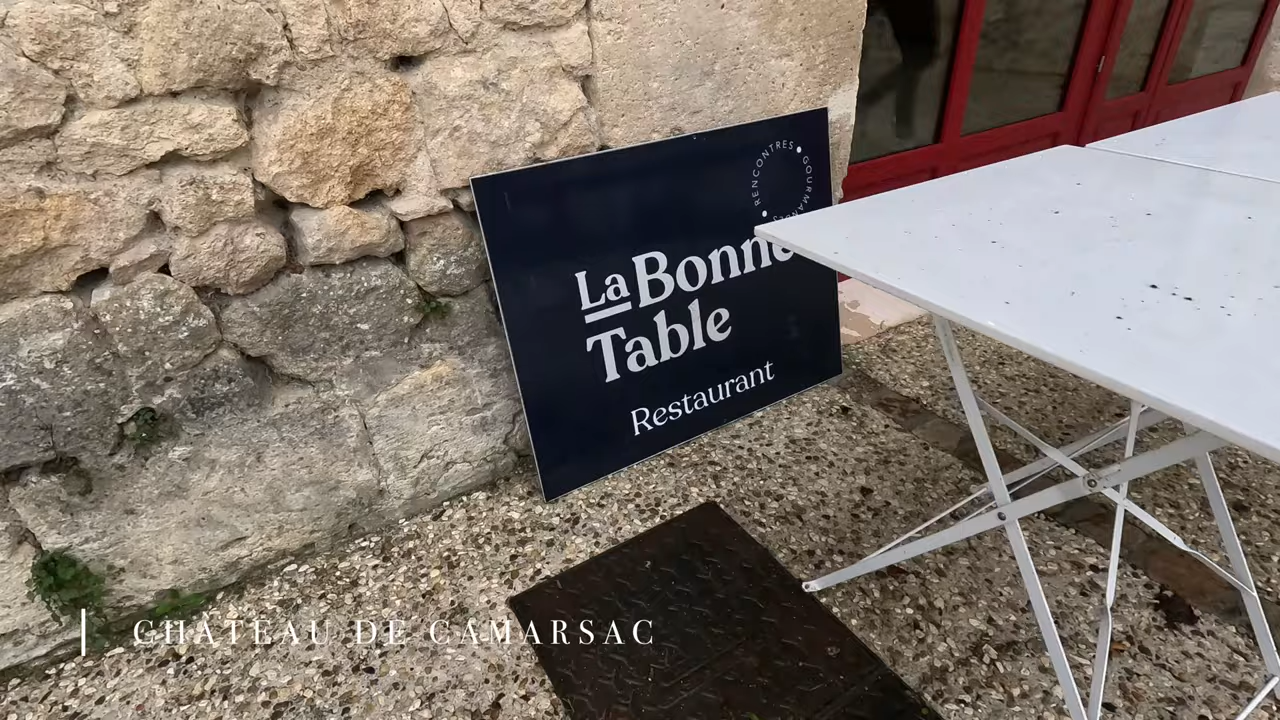 RENCONTRES • GOURMANDES •
La Bonne
Table
Restaurant
CHATEAU DE CAMARSAC